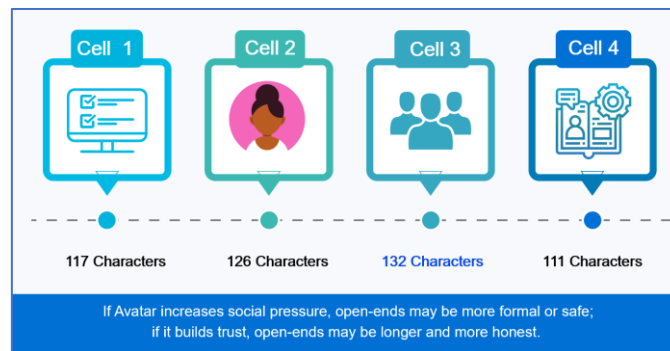 Cell 1
Cell 2
Cell 3
Cell 4
117 Characters
126 Characters
132 Characters
111 Characters
If Avatar increases social pressure, open-ends may be more formal or safe;
if it builds trust, open-ends may be longer and more honest.